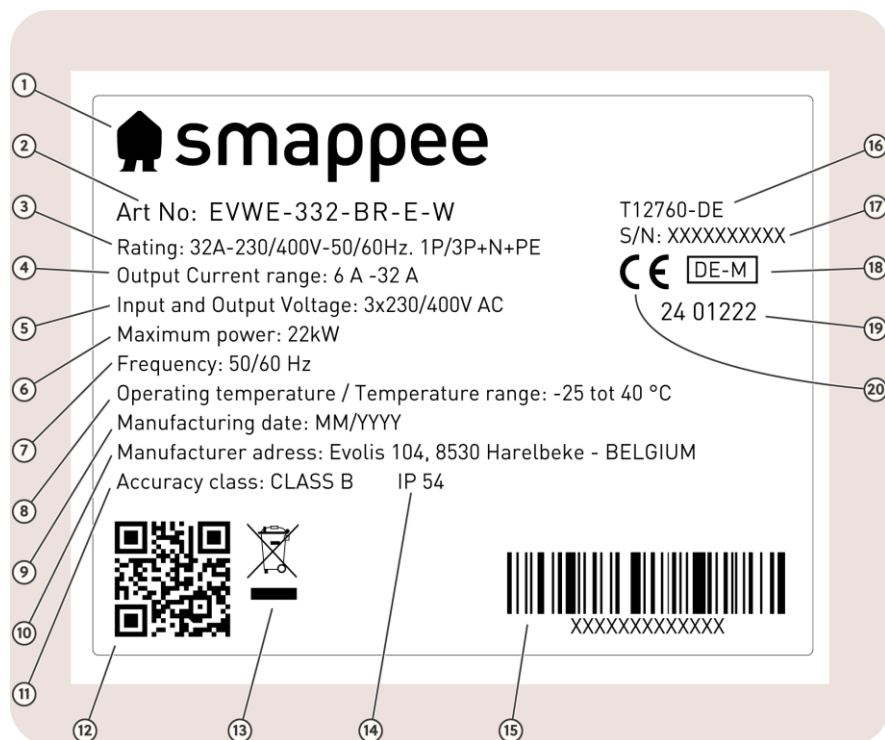 smappee
Art No: EVWE-332-BR-E-W
Rating: 32A-230/400V-50/60Hz. 1P/3P+N+PE
Output Current range: 6 A -32 A
Input and Output Voltage: 3x230/400V AC
Maximum power: 22kW
Frequency: 50/60 Hz
Operating temperature / Temperature range: -25 tot 40 °C
Manufacturing date: MM/YYYY
Manufacturer adress: Evolis 104, 8530 Harelbeke - BELGIUM
Accuracy class: CLASS B IP 54
T12760-DE
S/N: XXXXXXXXXX
CE DE-M
24 01222
XXXXXXXXXXXXX
1
2
3
4
5
6
7
8
9
10
11
12
13
14
15
16
17
18
19
20